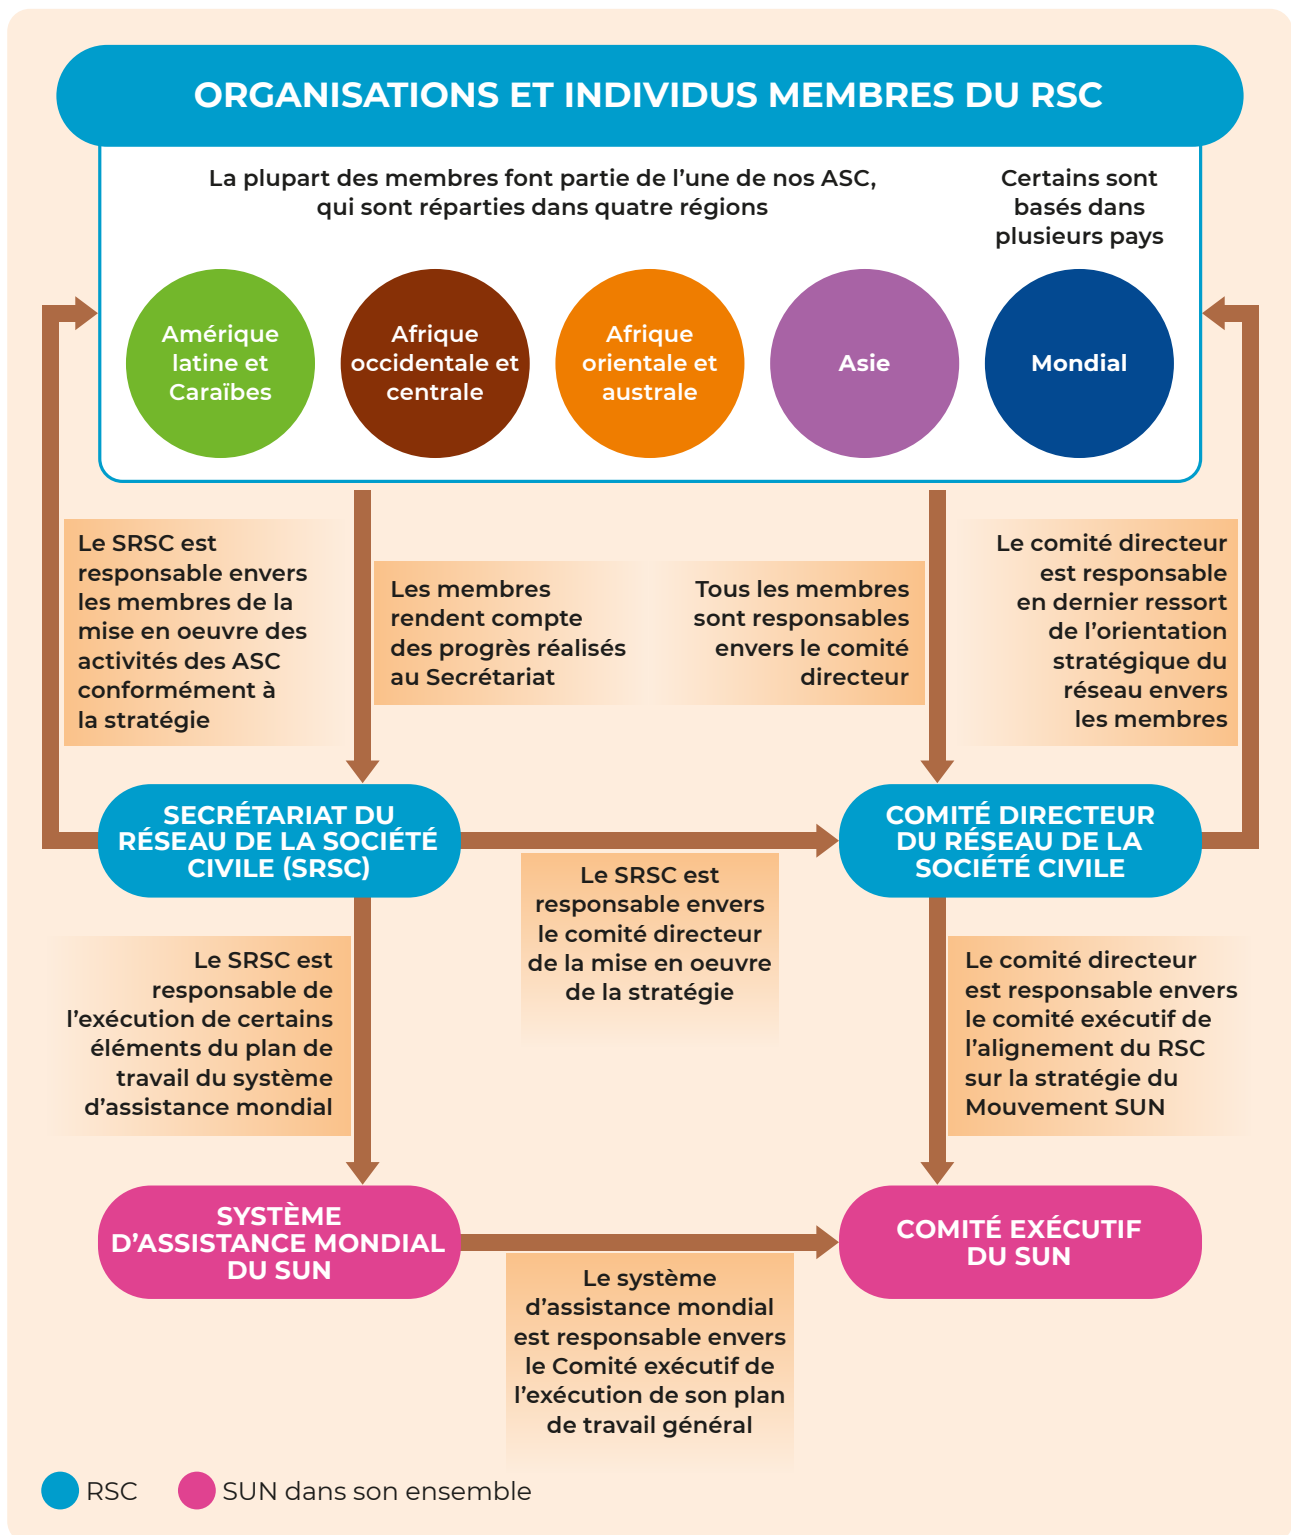 ORGANISATIONS ET INDIVIDUS MEMBRES DU RSC
La plupart des membres font partie de l’une de nos ASC,
qui sont réparties dans quatre régions
Certains sont
basés dans
plusieurs pays
Amérique
latine et
Caraïbes
Afrique
occidentale et
centrale
Afrique
orientale et
australe
Asie
Mondial
Le SRSC est
responsable envers
les membres de la
mise en oeuvre des
activités des ASC
conformément à
la stratégie
Les membres
rendent compte
des progrès réalisés
au Secrétariat
Tous les membres
sont responsables
envers le comité
directeur
Le comité directeur
est responsable
en dernier ressort
de l’orientation
stratégique du
réseau envers
les membres
SECRÉTARIAT DU
RÉSEAU DE LA SOCIÉTÉ
CIVILE (SRSC)
COMITÉ DIRECTEUR
DU RÉSEAU DE LA
SOCIÉTÉ CIVILE
Le SRSC est
responsable envers
le comité directeur
de la mise en oeuvre
de la stratégie
Le SRSC est
responsable de
l’exécution de certains
éléments du plan de
travail du système
d’assistance mondial
Le comité directeur
est responsable envers
le comité exécutif de
l’alignement du RSC
sur la stratégie du
Mouvement SUN
SYSTÈME
D’ASSISTANCE MONDIAL
DU SUN
COMITÉ EXÉCUTIF
DU SUN
Le système
d’assistance mondial
est responsable envers
le Comité exécutif de
l’exécution de son plan
de travail général
RSC
SUN dans son ensemble